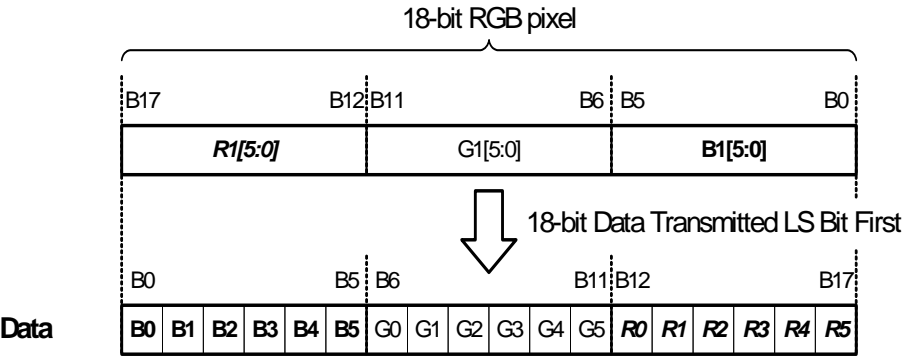 18-bit RGB pixel
B17 B12 B11 B6 B5 B0
R1[5:0] G1[5:0] B1[5:0]
18-bit Data Transmitted LS Bit First
B0 B5 B6 B11 B12 B17
Data B0 B1 B2 B3 B4 B5 G0 G1 G2 G3 G4 G5 R0 R1 R2 R3 R4 R5